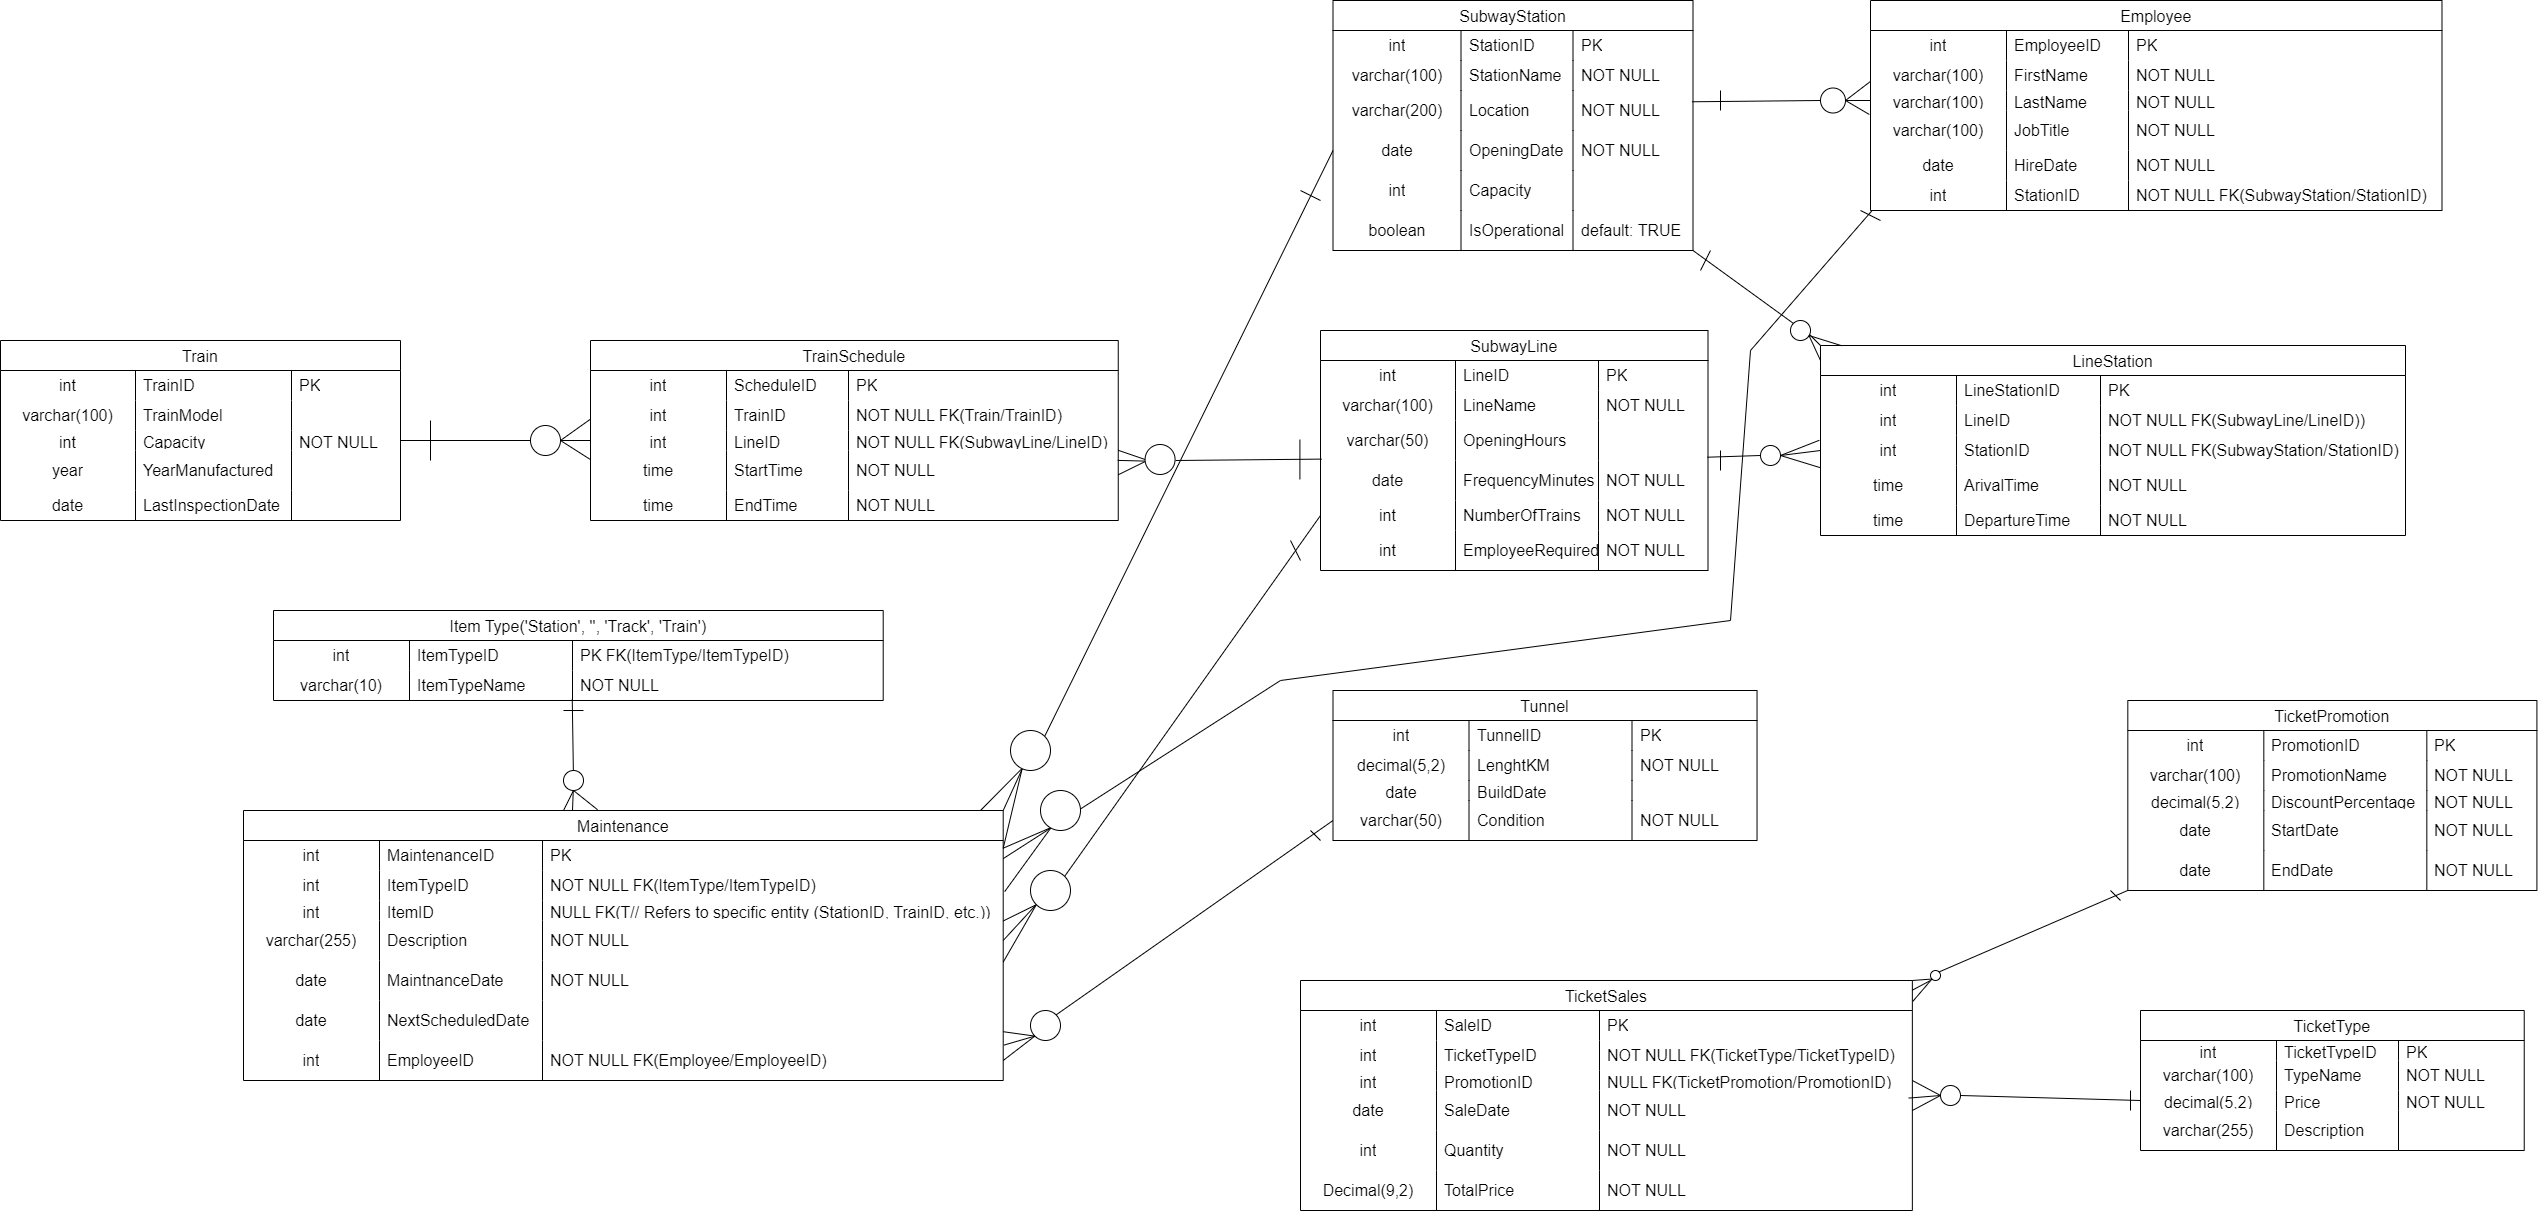 SubwayStation
int StationID PK
varchar(100) StationName NOT NULL
varchar(200) Location NOT NULL
date OpeningDate NOT NULL
int Capacity
boolean IsOperational default: TRUE
Employee
int EmployeeID PK
varchar(100) FirstName NOT NULL
varchar(100) LastName NOT NULL
varchar(100) JobTitle NOT NULL
date HireDate NOT NULL
int StationID NOT NULL FK(SubwayStation/StationID)
Train
int TrainID PK
varchar(100) TrainModel
int Capacity NOT NULL
year YearManufactured
date LastInspectionDate
TrainSchedule
int ScheduleID PK
int TrainID NOT NULL FK(Train/TrainID)
int LineID NOT NULL FK(SubwayLine/LineID)
time StartTime NOT NULL
time EndTime NOT NULL
SubwayLine
int LineID PK
varchar(100) LineName NOT NULL
varchar(50) OpeningHours
date FrequencyMinutes NOT NULL
int NumberOfTrains NOT NULL
int EmployeeRequired NOT NULL
LineStation
int LineStationID PK
int LineID NOT NULL FK(SubwayLine/LineID))
int StationID NOT NULL FK(SubwayStation/StationID)
time ArivalTime NOT NULL
time DepartureTime NOT NULL
Item Type('Station', '', 'Track', 'Train')
int ItemTypeID PK FK(ItemType/ItemTypeID)
varchar(10) ItemTypeName NOT NULL
Maintenance
int MaintenanceID PK
int ItemTypeID NOT NULL FK(ItemType/ItemTypeID)
int ItemID NULL FK(T// Refers to specific entity (StationID, TrainID, etc.))
varchar(255) Description NOT NULL
date MaintnanceDate NOT NULL
date NextScheduledDate
int EmployeeID NOT NULL FK(Employee/EmployeeID)
Tunnel
int TunnelID PK
decimal(5,2) LenghtKM NOT NULL
date BuildDate
varchar(50) Condition NOT NULL
TicketPromotion
int PromotionID PK
varchar(100) PromotionName NOT NULL
decimal(5,2) DiscountPercentage NOT NULL
date StartDate NOT NULL
date EndDate NOT NULL
TicketSales
int SaleID PK
int TicketTypeID NOT NULL FK(TicketType/TicketTypeID)
int PromotionID NULL FK(TicketPromotion/PromotionID)
date SaleDate NOT NULL
int Quantity NOT NULL
Decimal(9,2) TotalPrice NOT NULL
TicketType
int TicketTypeID PK
varchar(100) TypeName NOT NULL
decimal(5,2) Price NOT NULL
varchar(255) Description